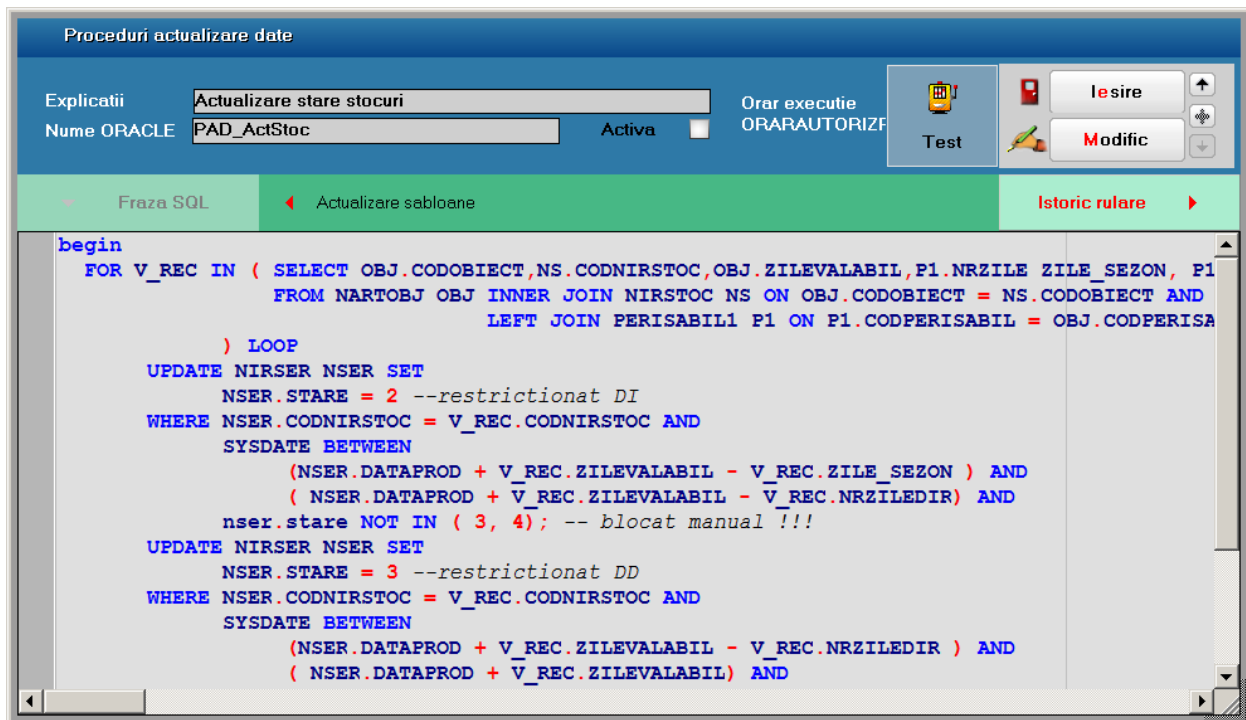 Proceduri actualizare date
Explicatii Actualizare stare stocuri
Nume ORACLE PAD_ActStoc Activa
Orar executie
ORARAUTORIZF
Test
Iesire
Modific
Fraza SQL Actualizare sabloane Istoric rulare
begin
FOR V_REC IN ( SELECT OBJ.CODOBIECT,NS.CODNIRSTOC,OBJ.ZILEVALABIL,P1.NRZILE ZILE_SEZON, P1
FROM NARTOBJ OBJ INNER JOIN NIRSTOC NS ON OBJ.CODOBIECT = NS.CODOBIECT AND
LEFT JOIN PERISABIL1 P1 ON P1.CODPERISABIL = OBJ.CODPERISA
) LOOP
UPDATE NIRSER NSER SET
NSER.STARE = 2 --restrictionat DI
WHERE NSER.CODNIRSTOC = V_REC.CODNIRSTOC AND
SYSDATE BETWEEN
(NSER.DATAPROD + V_REC.ZILEVALABIL - V_REC.ZILE_SEZON ) AND
( NSER.DATAPROD + V_REC.ZILEVALABIL - V_REC.NRZILEDIR) AND
nser.stare NOT IN ( 3, 4); -- blocat manual !!!
UPDATE NIRSER NSER SET
NSER.STARE = 3 --restrictionat DD
WHERE NSER.CODNIRSTOC = V_REC.CODNIRSTOC AND
SYSDATE BETWEEN
(NSER.DATAPROD + V_REC.ZILEVALABIL - V_REC.NRZILEDIR ) AND
( NSER.DATAPROD + V_REC.ZILEVALABIL) AND